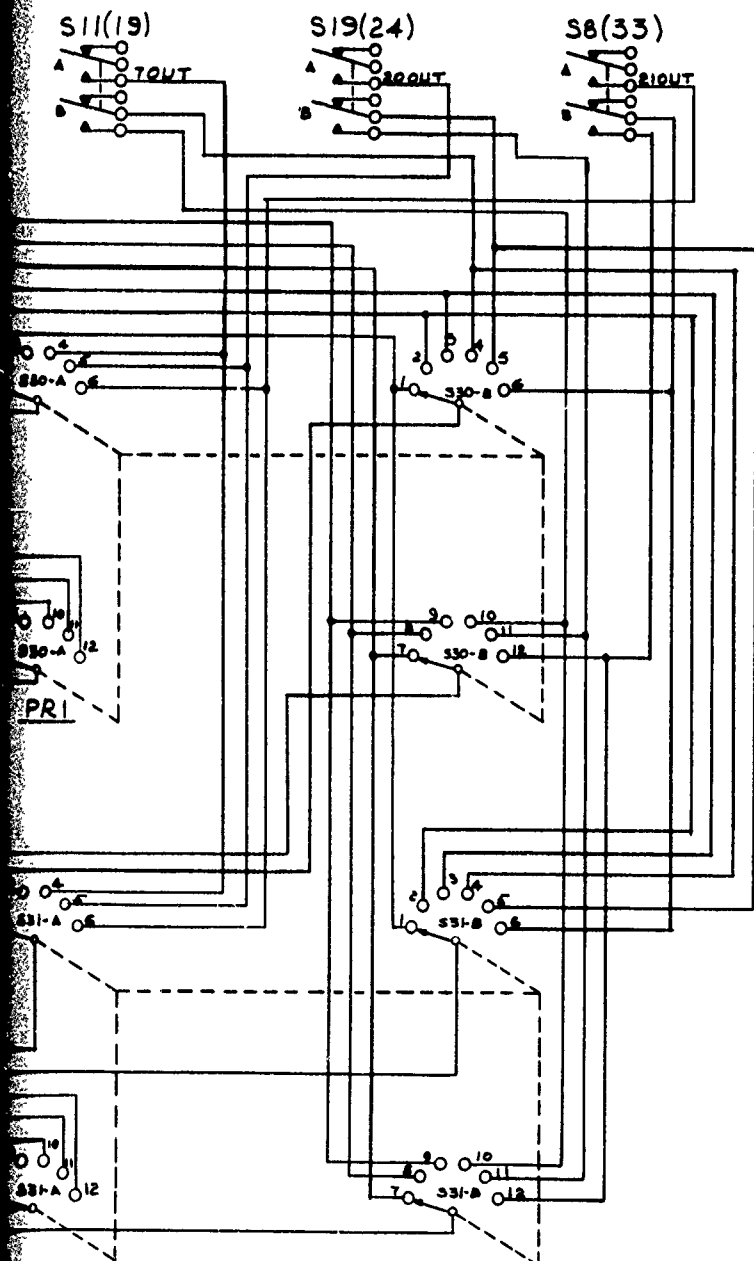 S11(19) S19(24) S8(33)
A 7OUT A 20OUT A 21OUT
B B B
4 5 6 S30-A
1 2 3 4 5 6 S30-B
10 11 12 S30-A
7 8 9 10 11 12 S30-B
PRI
4 5 6 S31-A
1 2 3 4 5 6 S31-B
10 11 12 S31-A
7 8 9 10 11 12 S31-B